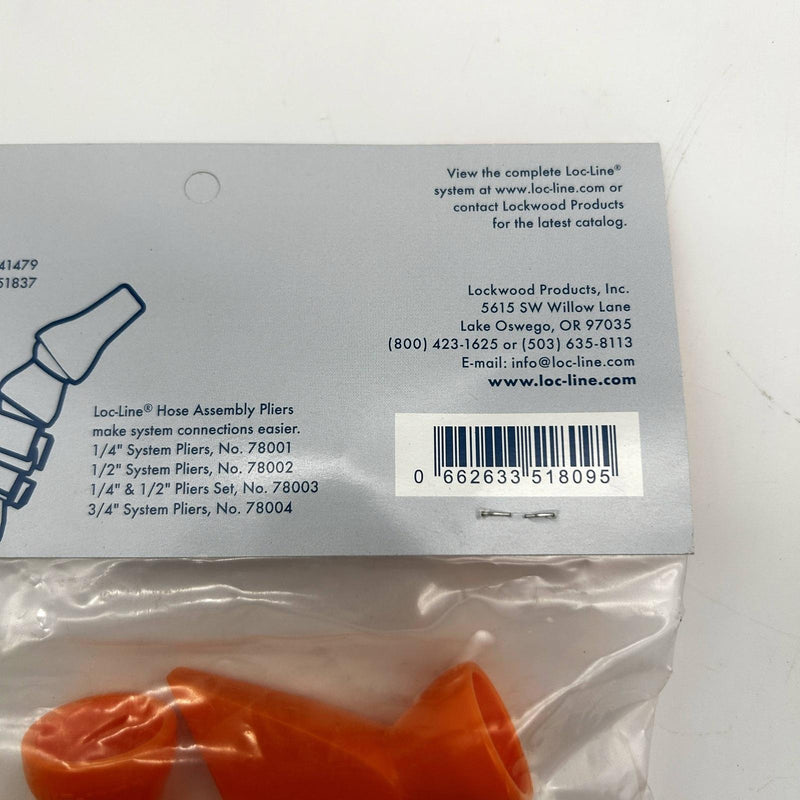 View the complete Loc-Line®
system at www.loc-line.com or
contact Lockwood Products
for the latest catalog.
41479
51837
Lockwood Products, Inc.
5615 SW Willow Lane
Lake Oswego, OR 97035
(800) 423-1625 or (503) 635-8113
E-mail: info@loc-line.com
www.loc-line.com
Loc-Line® Hose Assembly Pliers
make system connections easier.
1/4" System Pliers, No. 78001
1/2" System Pliers, No. 78002
1/4" & 1/2" Pliers Set, No. 78003
3/4" System Pliers, No. 78004
0 662633 518095